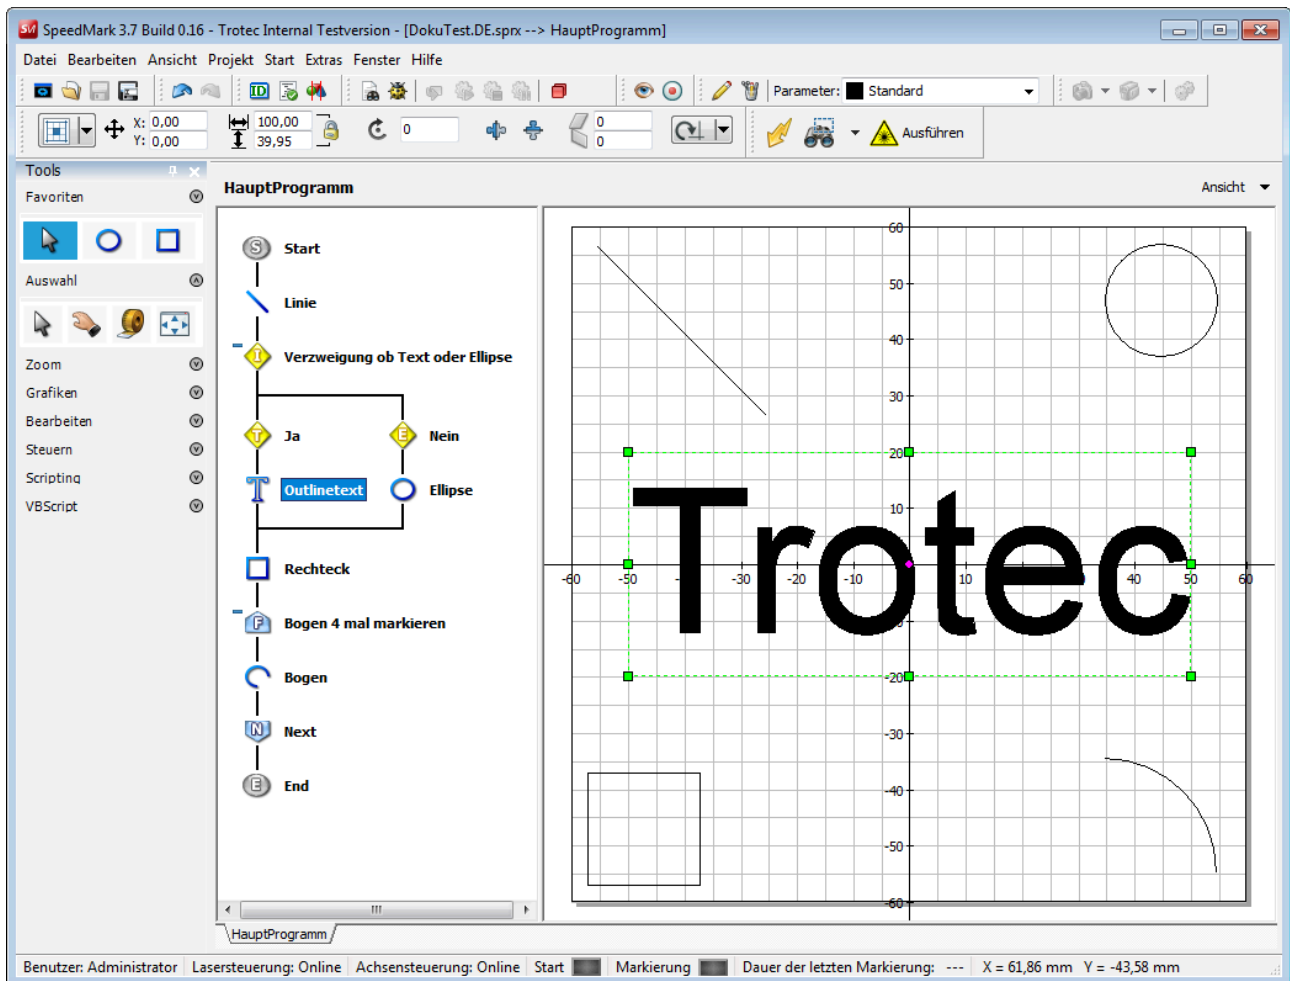 SpeedMark 3.7 Build 0.16 - Trotec Internal Testversion - [DokuTest.DE.sprx --> HauptProgramm]
Datei Bearbeiten Ansicht Projekt Start Extras Fenster Hilfe
ID Parameter: Standard
X: 0,00 100,00 0 0
Y: 0,00 39,95 0 Ausführen
Tools
Favoriten
Auswahl
Zoom
Grafiken
Bearbeiten
Steuern
Scripting
VBScript
HauptProgramm Ansicht
S Start
Linie
I Verzweigung ob Text oder Ellipse
T Ja E Nein
T Outlinetext Ellipse
Rechteck
F Bogen 4 mal markieren
Bogen
N Next
E End
HauptProgramm
60
50
40
30
20
10
-60 -50 -30 -20 -10 10 40 50 60
-20
-30
-40
-50
-60
Trotec
Benutzer: Administrator Lasersteuerung: Online Achsensteuerung: Online Start Markierung Dauer der letzten Markierung: --- X = 61,86 mm Y = -43,58 mm